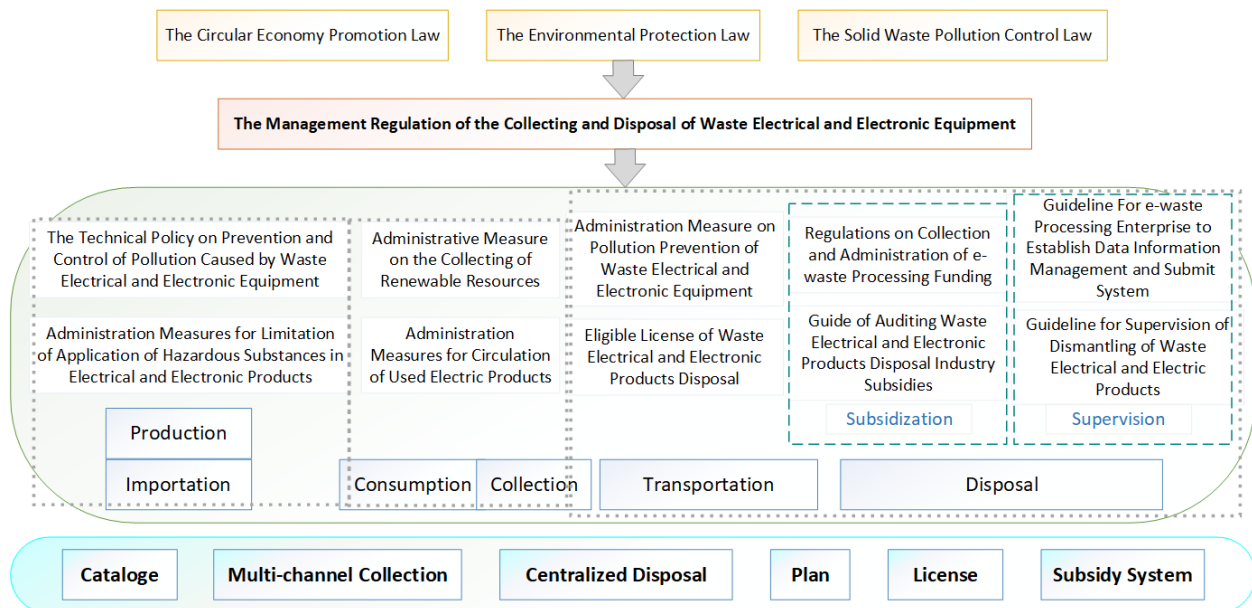 The Circular Economy Promotion Law
The Environmental Protection Law
The Solid Waste Pollution Control Law
The Management Regulation of the Collecting and Disposal of Waste Electrical and Electronic Equipment
The Technical Policy on Prevention and
Control of Pollution Caused by Waste
Electrical and Electronic Equipment
Administrative Measure
on the Collecting of
Renewable Resources
Administration Measure on
Pollution Prevention of
Waste Electrical and
Electronic Equipment
Regulations on Collection
and Administration of e-
waste Processing Funding
Guideline For e-waste
Processing Enterprise to
Establish Data Information
Management and Submit
System
Administration Measures for Limitation
of Application of Hazardous Substances in
Electrical and Electronic Products
Administration
Measures for Circulation
of Used Electric Products
Eligible License of Waste
Electrical and Electronic
Products Disposal
Guide of Auditing Waste
Electrical and Electronic
Products Disposal Industry
Subsidies
Guideline for Supervision of
Dismantling of Waste
Electrical and Electric
Products
Subsidization
Supervision
Production
Importation
Consumption
Collection
Transportation
Disposal
Cataloge
Multi-channel Collection
Centralized Disposal
Plan
License
Subsidy System